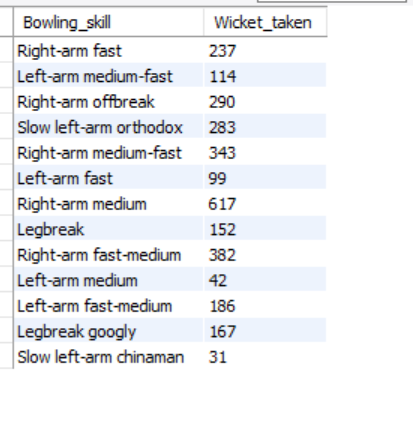 Bowling_skill Wicket_taken
Right-arm fast 237
Left-arm medium-fast 114
Right-arm offbreak 290
Slow left-arm orthodox 283
Right-arm medium-fast 343
Left-arm fast 99
Right-arm medium 617
Legbreak 152
Right-arm fast-medium 382
Left-arm medium 42
Left-arm fast-medium 186
Legbreak googly 167
Slow left-arm chinaman 31